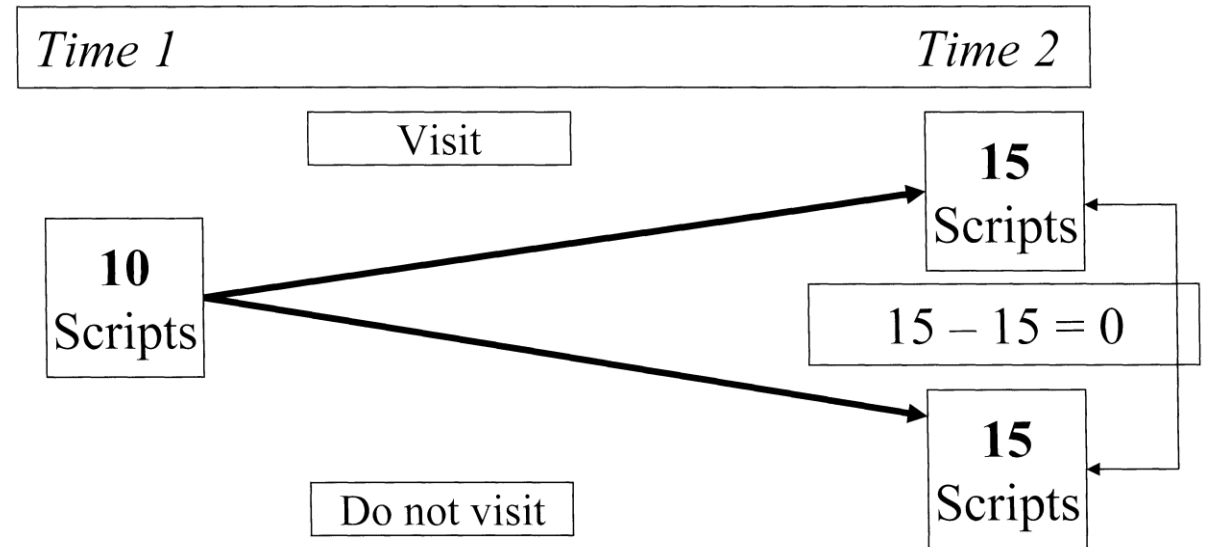 Time 1
Time 2
Visit
15
Scripts
10
Scripts
15 – 15 = 0
15
Scripts
Do not visit